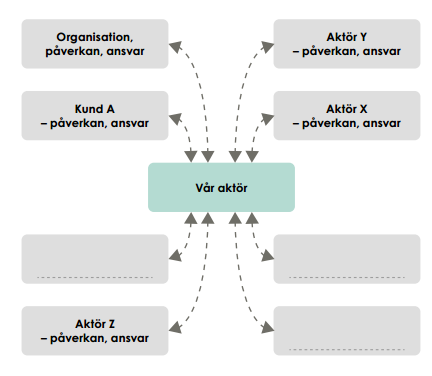 Organisation,
påverkan, ansvar
Aktör Y
– påverkan, ansvar
Kund A
– påverkan, ansvar
Aktör X
– påverkan, ansvar
Vår aktör
Aktör Z
– påverkan, ansvar